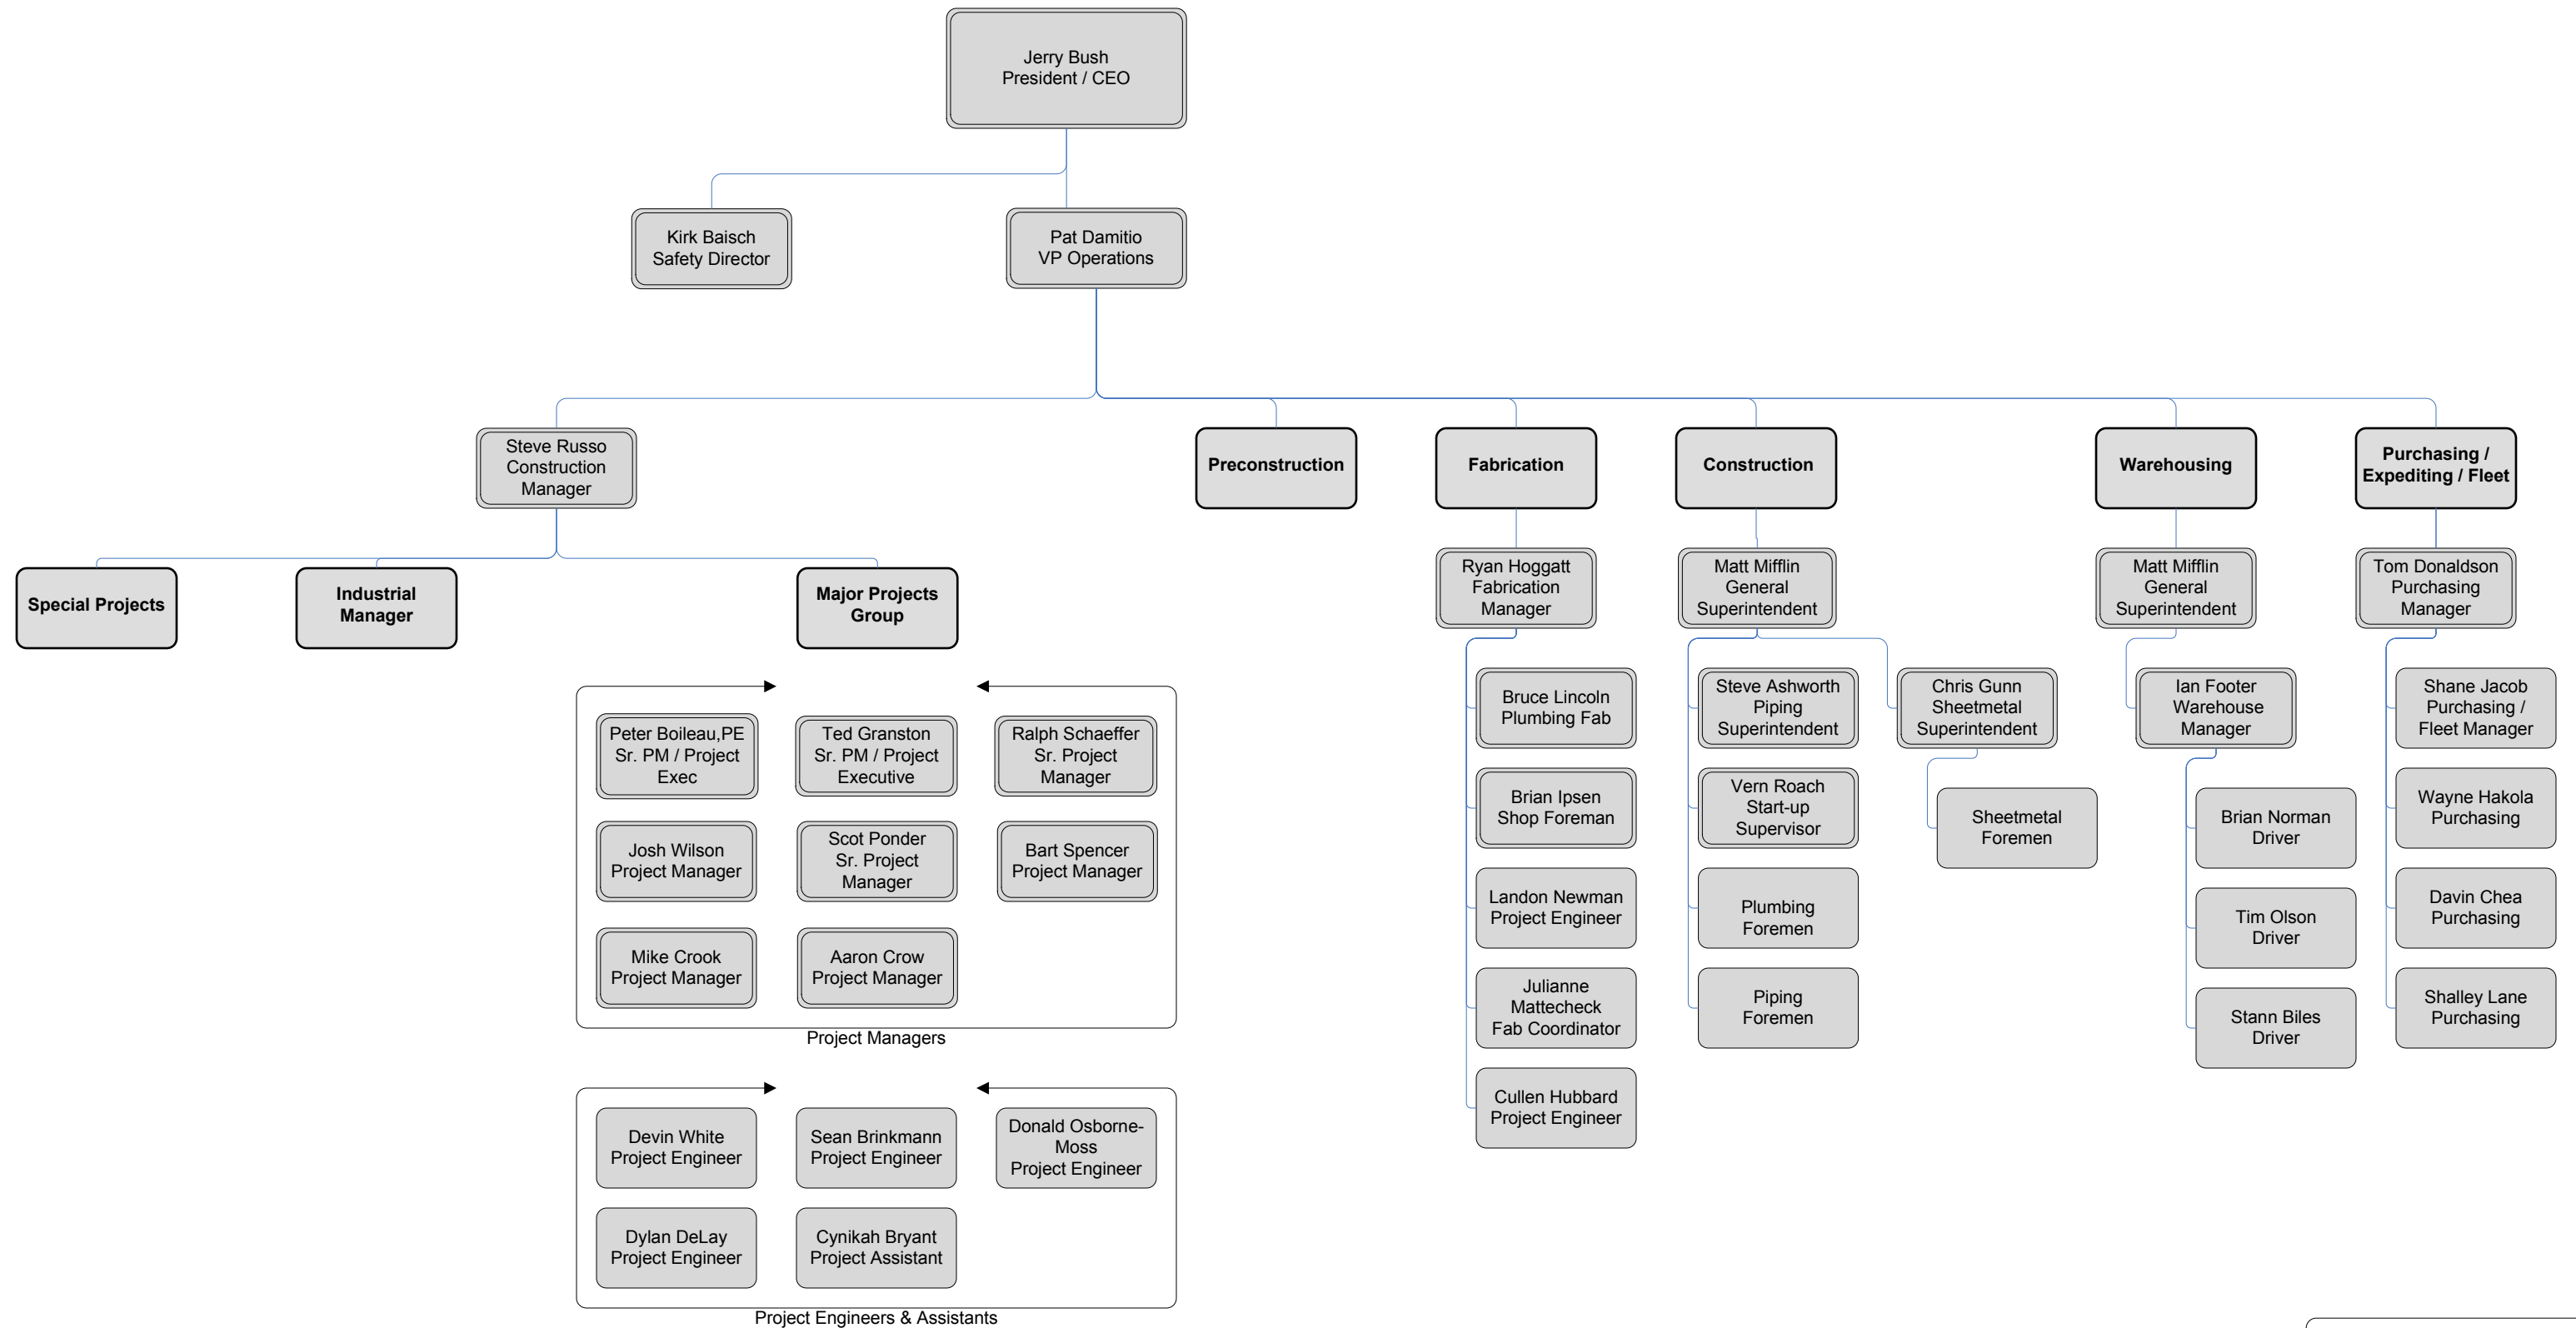 Jerry Bush
President / CEO
Kirk Baisch
Safety Director
Pat Damitio
VP Operations
Steve Russo
Construction
Manager
Preconstruction
Fabrication
Construction
Warehousing
Purchasing /
Expediting / Fleet
Special Projects
Industrial
Manager
Major Projects
Group
Ryan Hoggatt
Fabrication
Manager
Matt Mifflin
General
Superintendent
Matt Mifflin
General
Superintendent
Tom Donaldson
Purchasing
Manager
Peter Boileau,PE
Sr. PM / Project
Exec
Ted Granston
Sr. PM / Project
Executive
Ralph Schaeffer
Sr. Project
Manager
Josh Wilson
Project Manager
Scot Ponder
Sr. Project
Manager
Bart Spencer
Project Manager
Mike Crook
Project Manager
Aaron Crow
Project Manager
Project Managers
Devin White
Project Engineer
Sean Brinkmann
Project Engineer
Donald Osborne-
Moss
Project Engineer
Dylan DeLay
Project Engineer
Cynikah Bryant
Project Assistant
Project Engineers & Assistants
Bruce Lincoln
Plumbing Fab
Brian Ipsen
Shop Foreman
Landon Newman
Project Engineer
Julianne
Mattecheck
Fab Coordinator
Cullen Hubbard
Project Engineer
Steve Ashworth
Piping
Superintendent
Vern Roach
Start-up
Supervisor
Plumbing
Foremen
Piping
Foremen
Chris Gunn
Sheetmetal
Superintendent
Sheetmetal
Foremen
Ian Footer
Warehouse
Manager
Brian Norman
Driver
Tim Olson
Driver
Stann Biles
Driver
Shane Jacob
Purchasing /
Fleet Manager
Wayne Hakola
Purchasing
Davin Chea
Purchasing
Shalley Lane
Purchasing